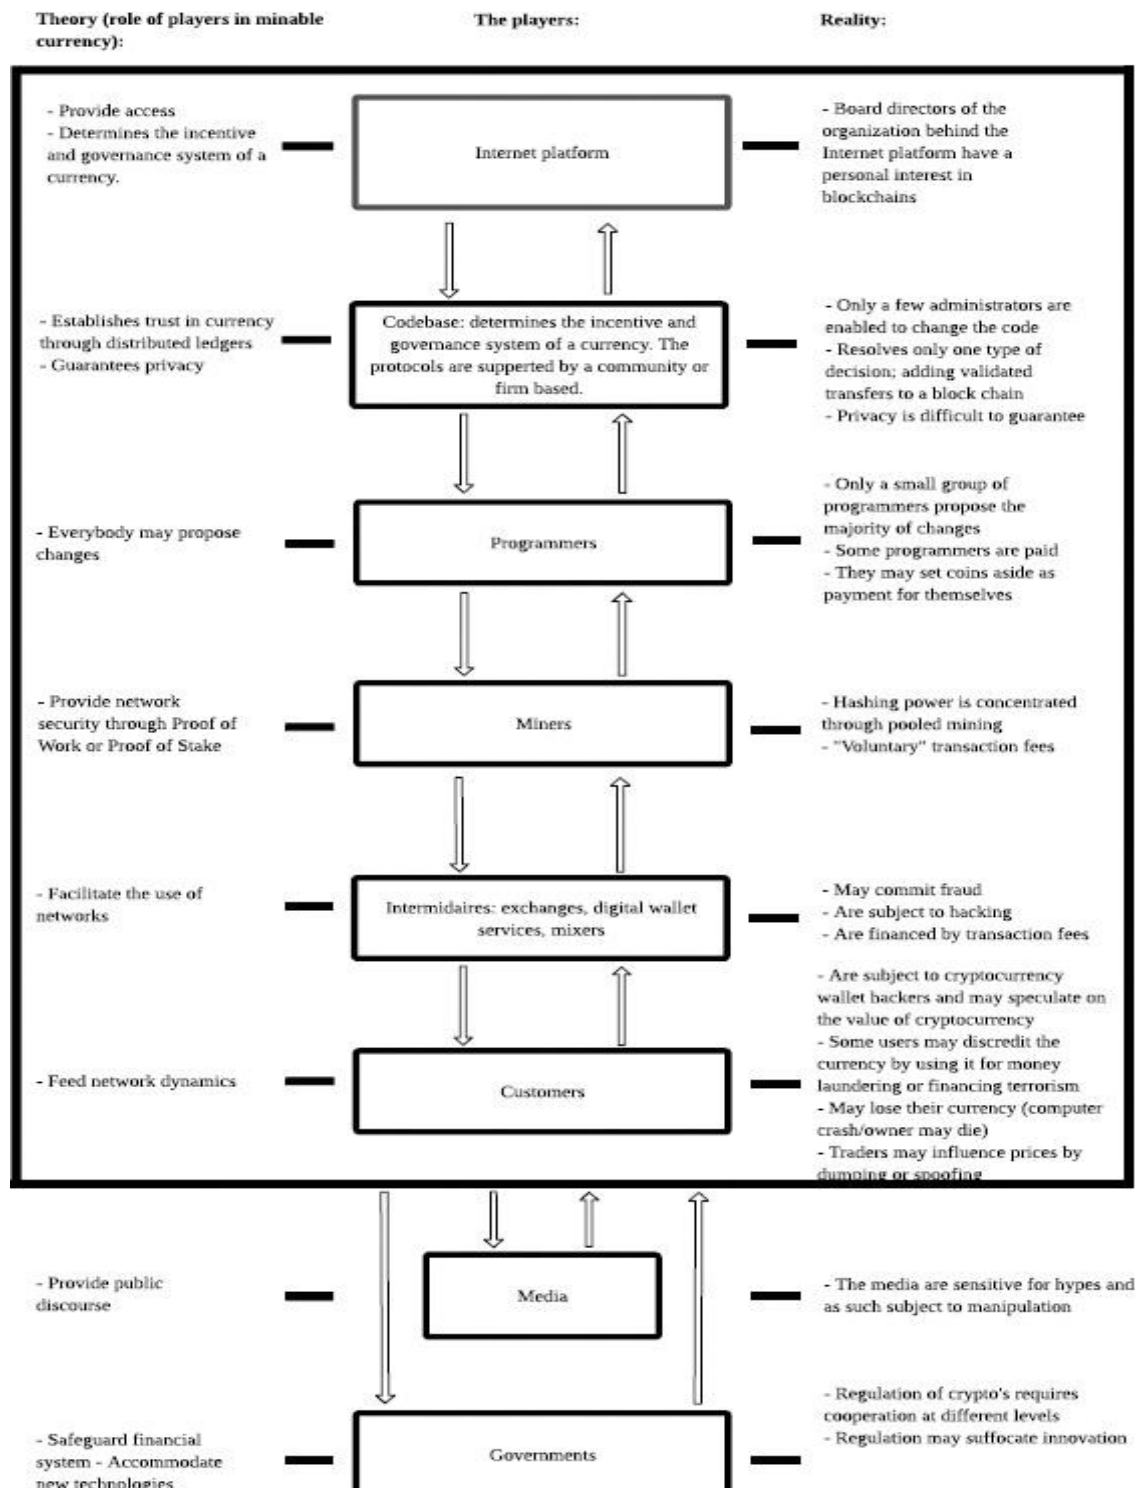 Theory (role of players in minable
currency):
The players:
Reality:
- Provide access
- Determines the incentive
and governance system of a
currency.
Internet platform
- Board directors of the
organization behind the
Internet platform have a
personal interest in
blockchains
- Establishes trust in currency
through distributed ledgers
- Guarantees privacy
Codebase: determines the incentive and
governance system of a currency. The
protocols are supported by a community or
firm based.
- Only a few administrators are
enabled to change the code
- Resolves only one type of
decision; adding validated
transfers to a block chain
- Privacy is difficult to guarantee
- Everybody may propose
changes
Programmers
- Only a small group of
programmers propose the
majority of changes
- Some programmers are paid
- They may set coins aside as
payment for themselves
- Provide network
security through Proof of
Work or Proof of Stake
Miners
- Hashing power is concentrated
through pooled mining
- "Voluntary" transaction fees
- Facilitate the use of
networks
Intermidaires: exchanges, digital wallet
services, mixers
- May commit fraud
- Are subject to hacking
- Are financed by transaction fees
- Feed network dynamics
Customers
- Are subject to cryptocurrency
wallet hackers and may speculate on
the value of cryptocurrency
- Some users may discredit the
currency by using it for money
laundering or financing terrorism
- May lose their currency (computer
crash/owner may die)
- Traders may influence prices by
dumping or spoofing
- Provide public
discourse
Media
- The media are sensitive for hypes and
as such subject to manipulation
- Safeguard financial
system - Accommodate
new technologies
Governments
- Regulation of crypto's requires
cooperation at different levels
- Regulation may suffocate innovation